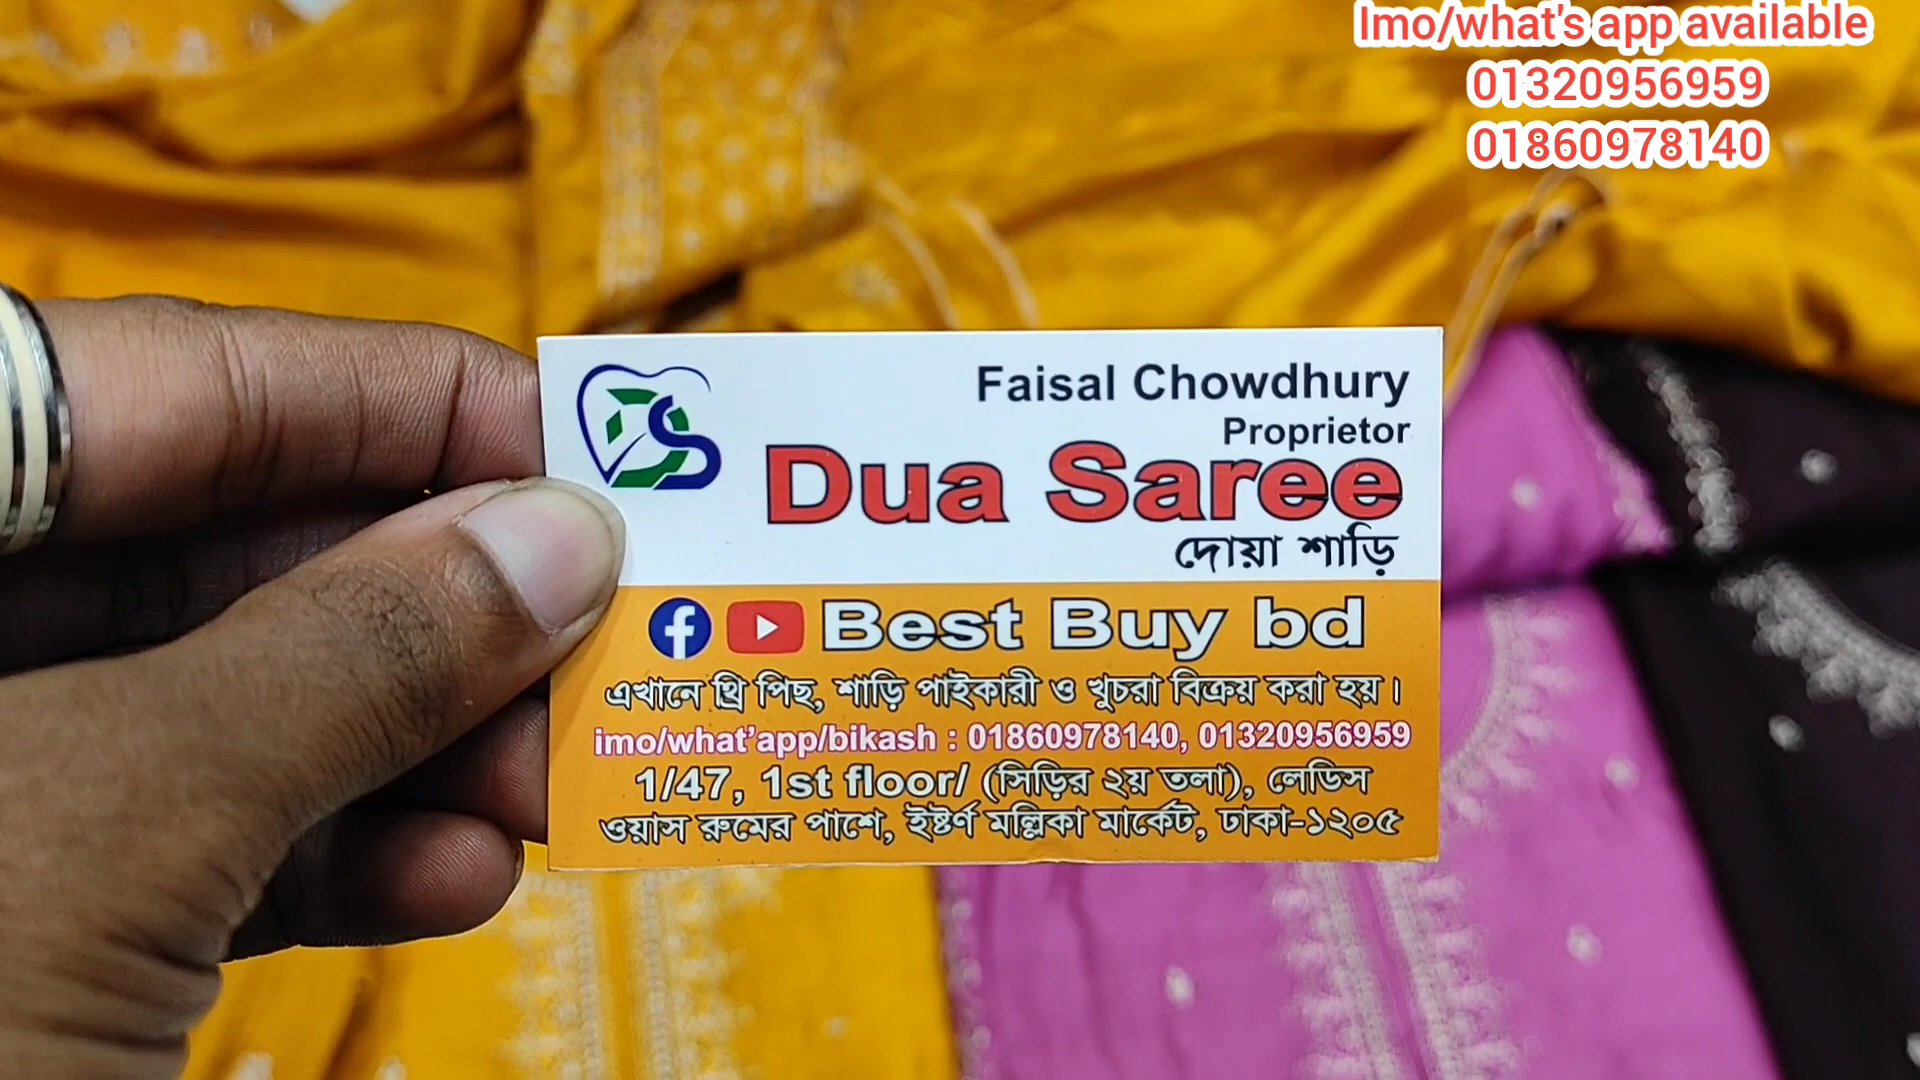 Imo/what's app available
01320956959
01860978140
DS
Faisal Chowdhury
Proprietor
Dua Saree
দোয়া শাড়ি
Best Buy bd
এখানে থ্রি পিছ, শাড়ি পাইকারী ও খুচরা বিক্রয় করা হয়।
imo/what'app/bikash : 01860978140, 01320956959
1/47, 1st floor/ (সিড়ির ২য় তলা), লেডিস
ওয়াস রুমের পাশে, ইষ্টর্ণ মল্লিকা মার্কেট, ঢাকা-১২০৫